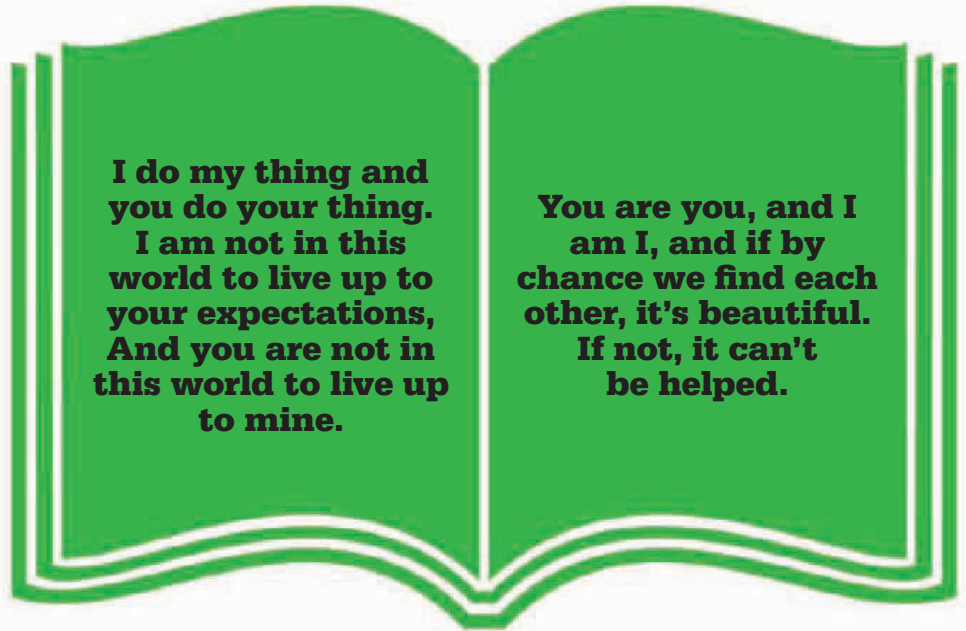 I do my thing and
you do your thing.
I am not in this
world to live up to
your expectations,
And you are not in
this world to live up
to mine.
You are you, and I
am I, and if by
chance we find each
other, it’s beautiful.
If not, it can’t
be helped.